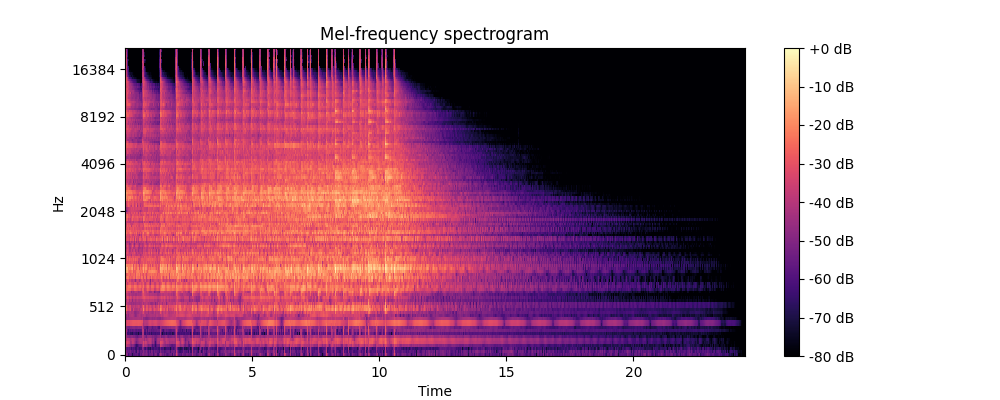 Mel-frequency spectrogram
Hz
16384
8192
4096
2048
1024
512
0
0 5 10 15 20
Time
+0 dB
-10 dB
-20 dB
-30 dB
-40 dB
-50 dB
-60 dB
-70 dB
-80 dB